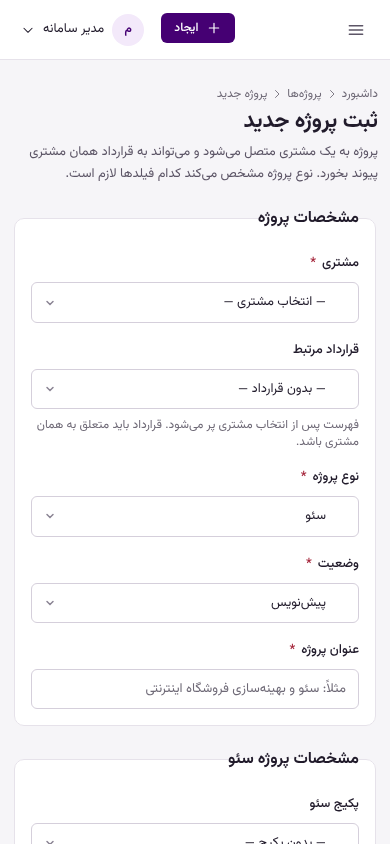 ایجاد
م
مدیر سامانه
داشبورد
پروژه‌ها
پروژه جدید
ثبت پروژه جدید
پروژه به یک مشتری متصل می‌شود و می‌تواند به قرارداد همان مشتری
پیوند بخورد. نوع پروژه مشخص می‌کند کدام فیلدها لازم است.
مشخصات پروژه
مشتری *
— انتخاب مشتری —
قرارداد مرتبط
— بدون قرارداد —
فهرست پس از انتخاب مشتری پر می‌شود. قرارداد باید متعلق به همان
مشتری باشد.
نوع پروژه *
سئو
وضعیت *
پیش‌نویس
عنوان پروژه *
مثلاً: سئو و بهینه‌سازی فروشگاه اینترنتی
مشخصات پروژه سئو
پکیج سئو
— بدون پکیج —